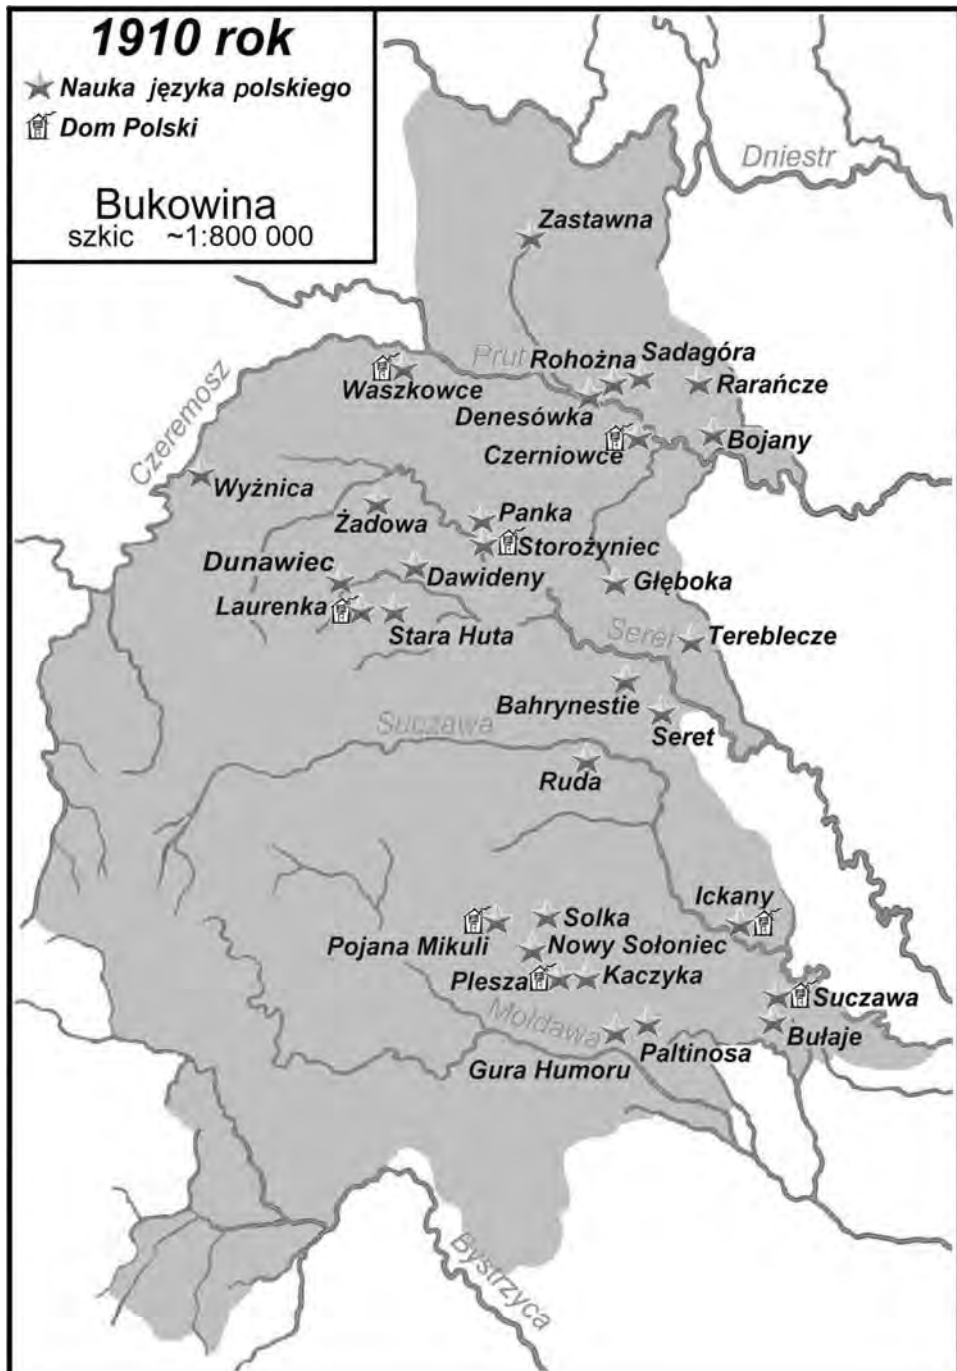 1910 rok
Nauka języka polskiego
Dom Polski
Bukowina
szkic ~1:800 000
Dniestr
Zastawna
Prut
Rohożna
Sadagóra
Waszkowce
Rarańcze
Denesówka
Czeremosz
Czerniowce
Bojany
Wyżnica
Żadowa
Panka
Storożyniec
Dunawiec
Dawideny
Głęboka
Laurenka
Stara Huta
Seret
Tereblecze
Bahrynestie
Seret
Suczawa
Ruda
Ickany
Solka
Pojana Mikuli
Nowy Sołoniec
Plesza
Kaczyka
Suczawa
Mołdawa
Bułaje
Paltinosa
Gura Humoru
Bystrzyca